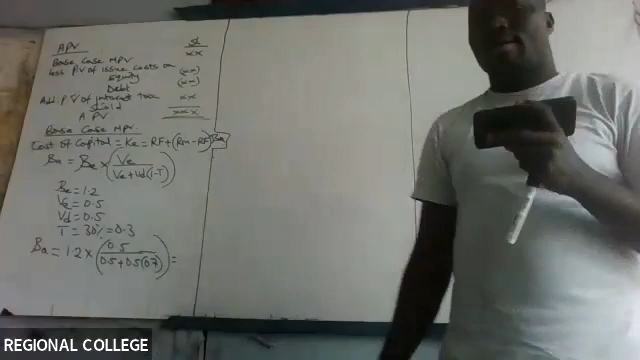 APV
$
Base Case NPV xx
less PV of issue costs on
Equity (xx)
Debt (xx)
Add: PV of interest tax xx
shield
APV xxx
Base Case NPV
Cost of Capital = Ke = RF + (Rm - RF)
Ba = Be × (Ve / Ve + Vd(1-T))
Be = 1.2
Ve = 0.5
Vd = 0.5
T = 30% = 0.3
Ba = 1.2 × (0.5 / 0.5 + 0.5(0.7)) =
REGIONAL COLLEGE